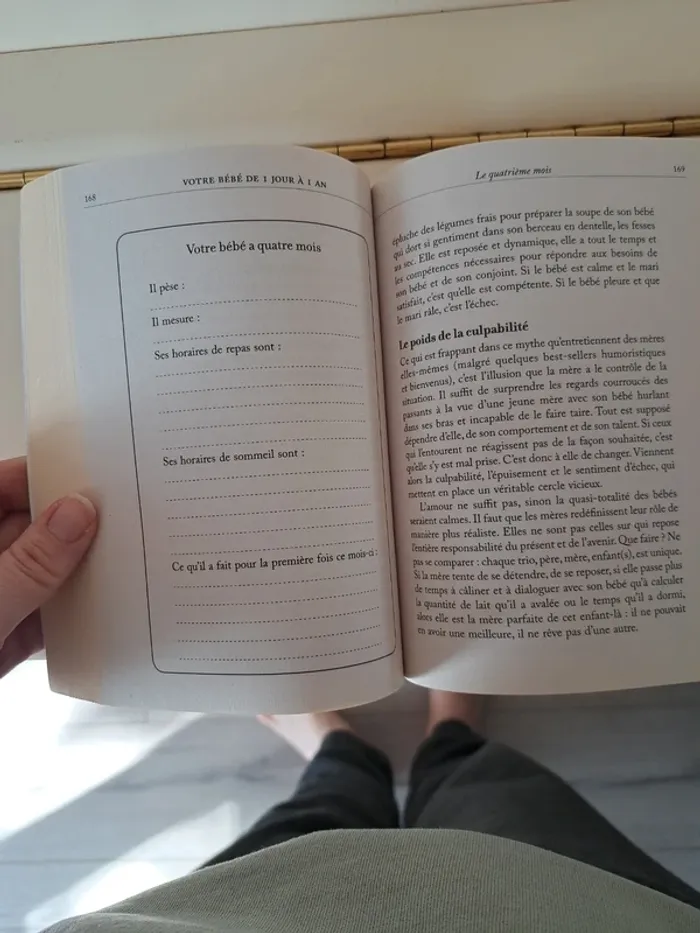 168
VOTRE BÉBÉ DE 1 JOUR À 1 AN
Votre bébé a quatre mois
Il pèse :
Il mesure :
Ses horaires de repas sont :
Ses horaires de sommeil sont :
Ce qu'il a fait pour la première fois ce mois-ci :
Le quatrième mois
169
épluche des légumes frais pour préparer la soupe de son bébé
qui dort si gentiment dans son berceau en dentelle, les fesses
au sec. Elle est reposée et dynamique, elle a tout le temps et
les compétences nécessaires pour répondre aux besoins de
son bébé et de son conjoint. Si le bébé est calme et le mari
satisfait, c'est qu'elle est compétente. Si le bébé pleure et que
le mari râle, c'est l'échec.
Le poids de la culpabilité
Ce qui est frappant dans ce mythe qu'entretiennent des mères
elles-mêmes (malgré quelques best-sellers humoristiques
et bienvenus), c'est l'illusion que la mère a le contrôle de la
situation. Il suffit de surprendre les regards courroucés des
passants à la vue d'une jeune mère avec son bébé hurlant
dans ses bras et incapable de le faire taire. Tout est supposé
dépendre d'elle, de son comportement et de son talent. Si ceux
qui l'entourent ne réagissent pas de la façon souhaitée, c'est
qu'elle s'y est mal prise. C'est donc à elle de changer. Viennent
alors la culpabilité, l'épuisement et le sentiment d'échec, qui
mettent en place un véritable cercle vicieux.
L'amour ne suffit pas, sinon la quasi-totalité des bébés
seraient calmes. Il faut que les mères redéfinissent leur rôle de
manière plus réaliste. Elles ne sont pas celles sur qui repose
l'entière responsabilité du présent et de l'avenir. Que faire ? Ne
pas se comparer : chaque trio, père, mère, enfant(s), est unique.
Si la mère tente de se détendre, de se reposer, si elle passe plus
de temps à câliner et à dialoguer avec son bébé qu'à calculer
la quantité de lait qu'il a avalée ou le temps qu'il a dormi,
alors elle est la mère parfaite de cet enfant-là : il ne pouvait
en avoir une meilleure, il ne rêve pas d'une autre.